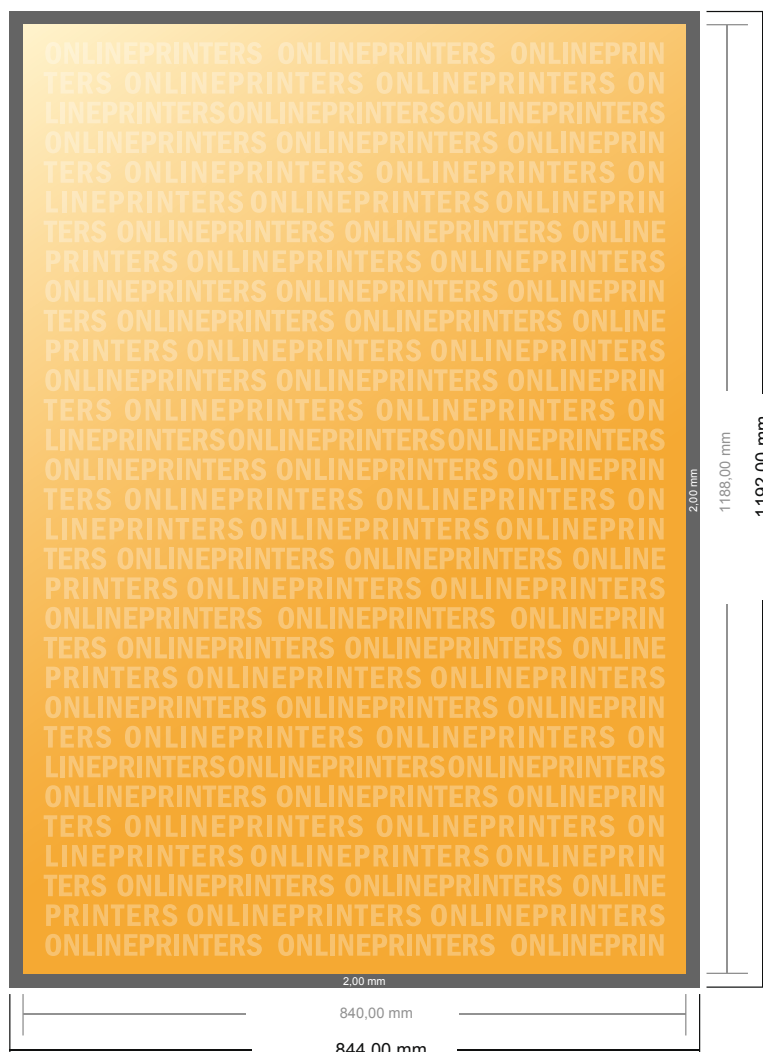 ONLINEPRINTERS ONLINEPRINTERS ONLINEPRIN
TERS ONLINEPRINTERS ONLINEPRINTERS ON
LINEPRINTERSONLINEPRINTERSONLINEPRINTERS
ONLINEPRINTERS ONLINEPRINTERS ONLINEPRIN
TERS ONLINEPRINTERS ONLINEPRINTERS ON
LINEPRINTERS ONLINEPRINTERS ONLINEPRIN
TERS ONLINEPRINTERS ONLINEPRINTERS ONLINE
PRINTERS ONLINEPRINTERS ONLINEPRINTERS
ONLINEPRINTERS ONLINEPRINTERS ONLINEPRIN
TERS ONLINEPRINTERS ONLINEPRINTERS ONLINE
PRINTERS ONLINEPRINTERS ONLINEPRINTERS
ONLINEPRINTERS ONLINEPRINTERS ONLINEPRIN
TERS ONLINEPRINTERS ONLINEPRINTERS ON
LINEPRINTERSONLINEPRINTERSONLINEPRINTERS
ONLINEPRINTERS ONLINEPRINTERS ONLINEPRIN
TERS ONLINEPRINTERS ONLINEPRINTERS ON
LINEPRINTERS ONLINEPRINTERS ONLINEPRIN
TERS ONLINEPRINTERS ONLINEPRINTERS ONLINE
PRINTERS ONLINEPRINTERS ONLINEPRINTERS
ONLINEPRINTERS ONLINEPRINTERS ONLINEPRIN
TERS ONLINEPRINTERS ONLINEPRINTERS ONLINE
PRINTERS ONLINEPRINTERS ONLINEPRINTERS
ONLINEPRINTERS ONLINEPRINTERS ONLINEPRIN
TERS ONLINEPRINTERS ONLINEPRINTERS ON
LINEPRINTERSONLINEPRINTERSONLINEPRINTERS
ONLINEPRINTERS ONLINEPRINTERS ONLINEPRIN
TERS ONLINEPRINTERS ONLINEPRINTERS ON
LINEPRINTERS ONLINEPRINTERS ONLINEPRIN
TERS ONLINEPRINTERS ONLINEPRINTERS ONLINE
PRINTERS ONLINEPRINTERS ONLINEPRINTERS
ONLINEPRINTERS ONLINEPRINTERS ONLINEPRIN
2,00 mm
1188,00 mm
1192,00 mm
2,00 mm
840,00 mm
844,00 mm